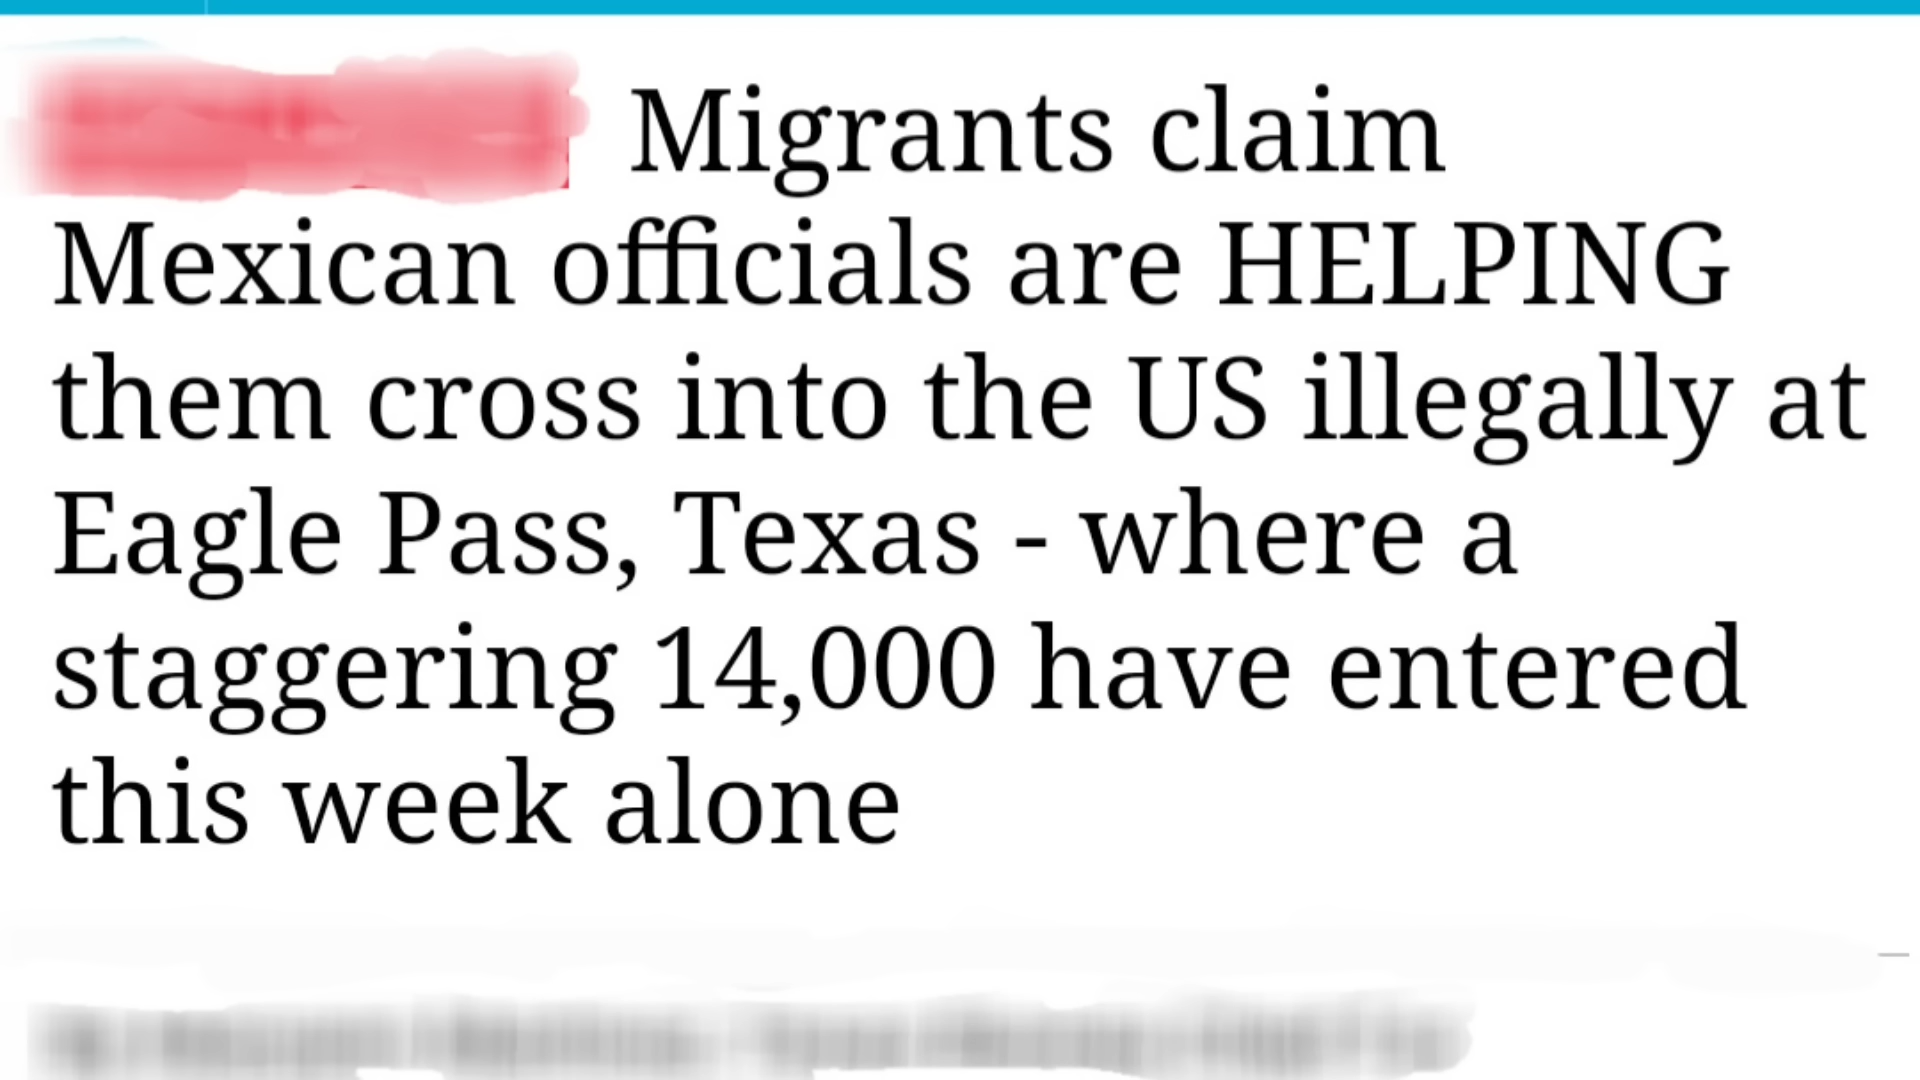 Migrants claim
Mexican officials are HELPING
them cross into the US illegally at
Eagle Pass, Texas - where a
staggering 14,000 have entered
this week alone